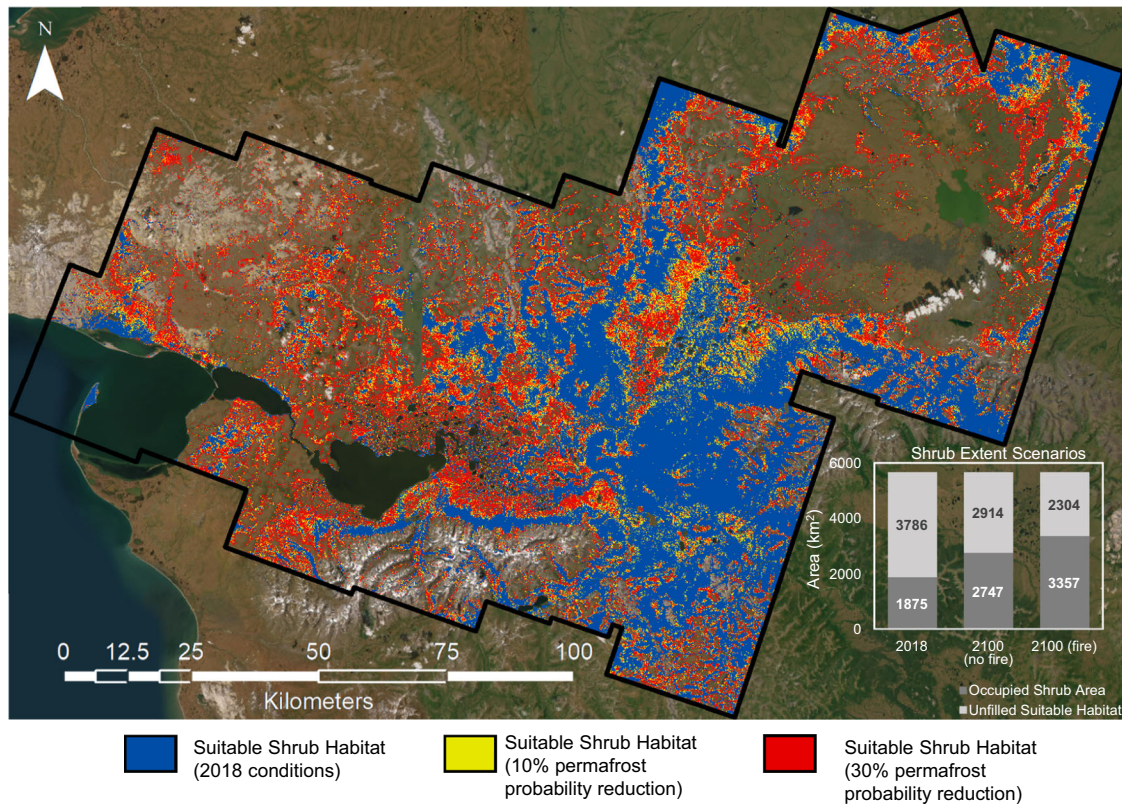 N
0 12.5 25 50 75 100
Kilometers
Shrub Extent Scenarios
Area (km²)
6000
4000
2000
0
3786
2914
2304
1875
2747
3357
2018
2100
(no fire)
2100 (fire)
Occupied Shrub Area
Unfilled Suitable Habitat
Suitable Shrub Habitat
(2018 conditions)
Suitable Shrub Habitat
(10% permafrost
probability reduction)
Suitable Shrub Habitat
(30% permafrost
probability reduction)